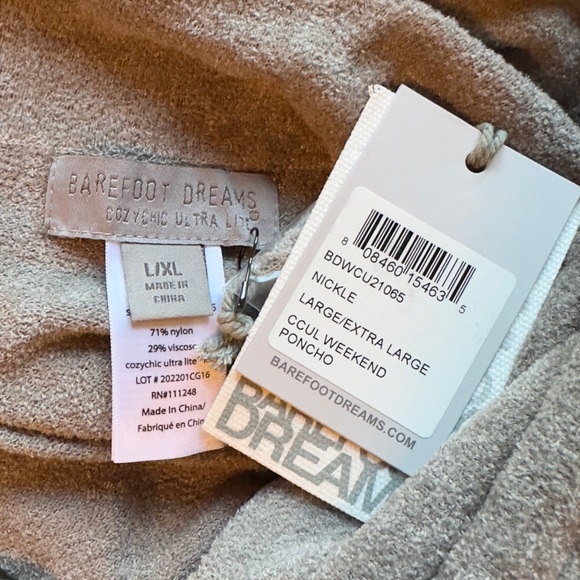 BAREFOOT DREAMS
COZYCHIC ULTRA LITE
®
L/XL
MADE IN
CHINA
71% nylon
29% viscose
cozychic ultra lite
LOT # 202201CG16
RN#111248
Made In China/
Fabriqué en China
8 08460 15463 5
BDWCU21065
NICKLE
LARGE/EXTRA LARGE
CCUL WEEKEND
PONCHO
BAREFOOTDREAMS.COM
DREAM